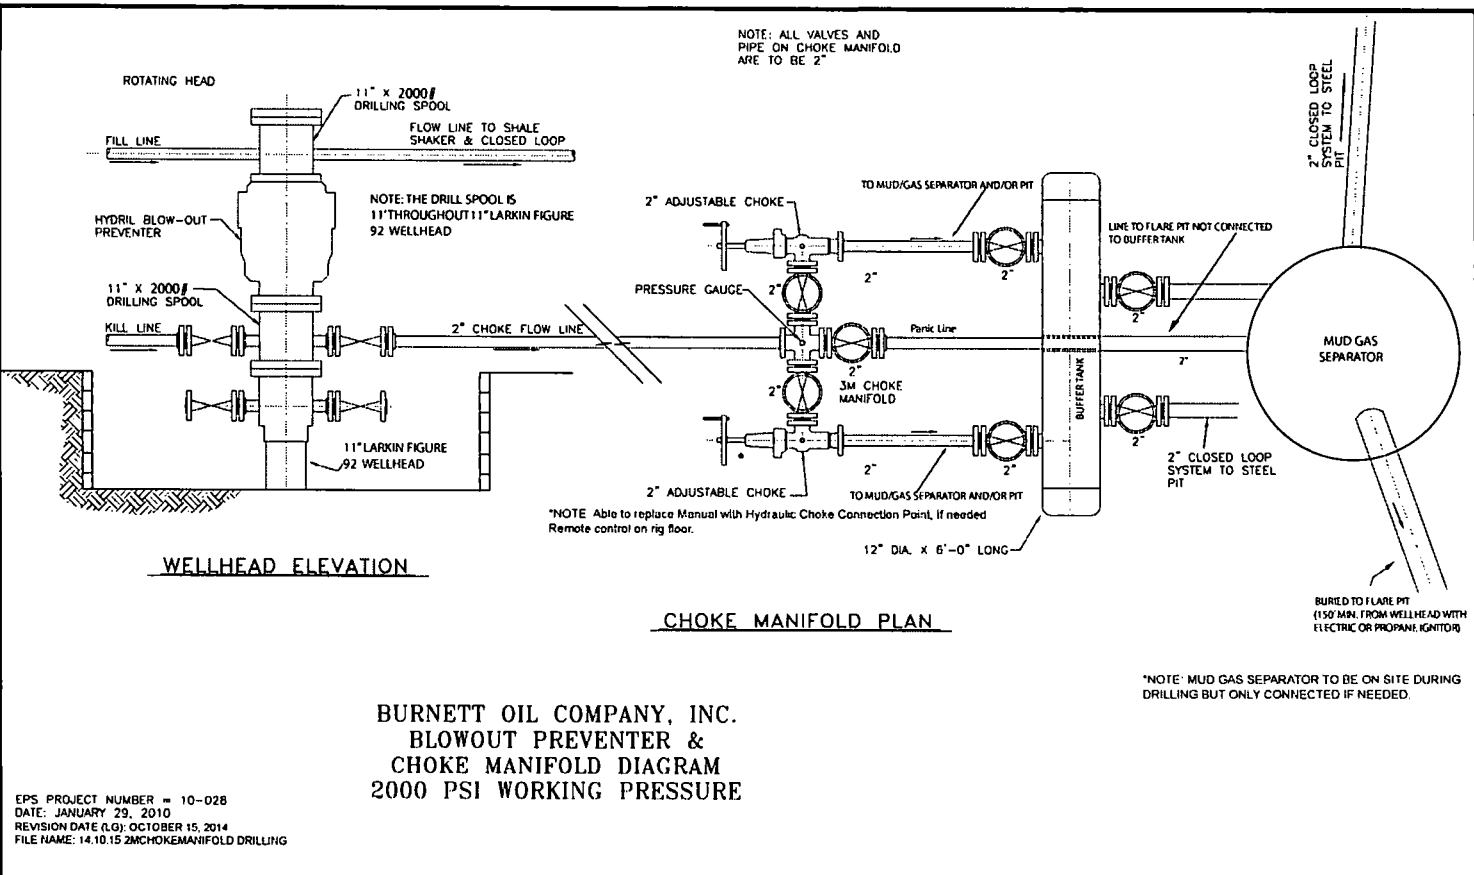 NOTE: ALL VALVES AND
PIPE ON CHOKE MANIFOLD
ARE TO BE 2"
ROTATING HEAD
11" X 2000#
DRILLING SPOOL
FILL LINE
FLOW LINE TO SHALE
SHAKER & CLOSED LOOP
NOTE: THE DRILL SPOOL IS
11'THROUGHOUT 11"LARKIN FIGURE
92 WELLHEAD
HYDRIL BLOW-OUT
PREVENTER
11" X 2000#
DRILLING SPOOL
KILL LINE
2" CHOKE FLOW LINE
11"LARKIN FIGURE
92 WELLHEAD
WELLHEAD ELEVATION
2" ADJUSTABLE CHOKE
TO MUD/GAS SEPARATOR AND/OR PIT
2"
2"
2"
PRESSURE GAUGE
Panic Line
2"
3M CHOKE
MANIFOLD
2"
BUFFER TANK
2"
2"
2" ADJUSTABLE CHOKE
TO MUD/GAS SEPARATOR AND/OR PIT
*NOTE Able to replace Manual with Hydraulic Choke Connection Point, If needed
Remote control on rig floor.
12" DIA. X 6'-0" LONG
CHOKE MANIFOLD PLAN
2" CLOSED LOOP
SYSTEM TO STEEL
PIT
LINE TO FLARE PIT NOT CONNECTED
TO BUFFER TANK
2"
2"
MUD GAS
SEPARATOR
2"
2" CLOSED LOOP
SYSTEM TO STEEL
PIT
BURIED TO FLARE PIT
(150' MIN. FROM WELLHEAD WITH
ELECTRIC OR PROPANE IGNITOR)
*NOTE: MUD GAS SEPARATOR TO BE ON SITE DURING
DRILLING BUT ONLY CONNECTED IF NEEDED.
BURNETT OIL COMPANY, INC.
BLOWOUT PREVENTER &
CHOKE MANIFOLD DIAGRAM
2000 PSI WORKING PRESSURE
EPS PROJECT NUMBER = 10-028
DATE: JANUARY 29, 2010
REVISION DATE (LG): OCTOBER 15, 2014
FILE NAME: 14.10.15 2MCHOKEMANIFOLD DRILLING